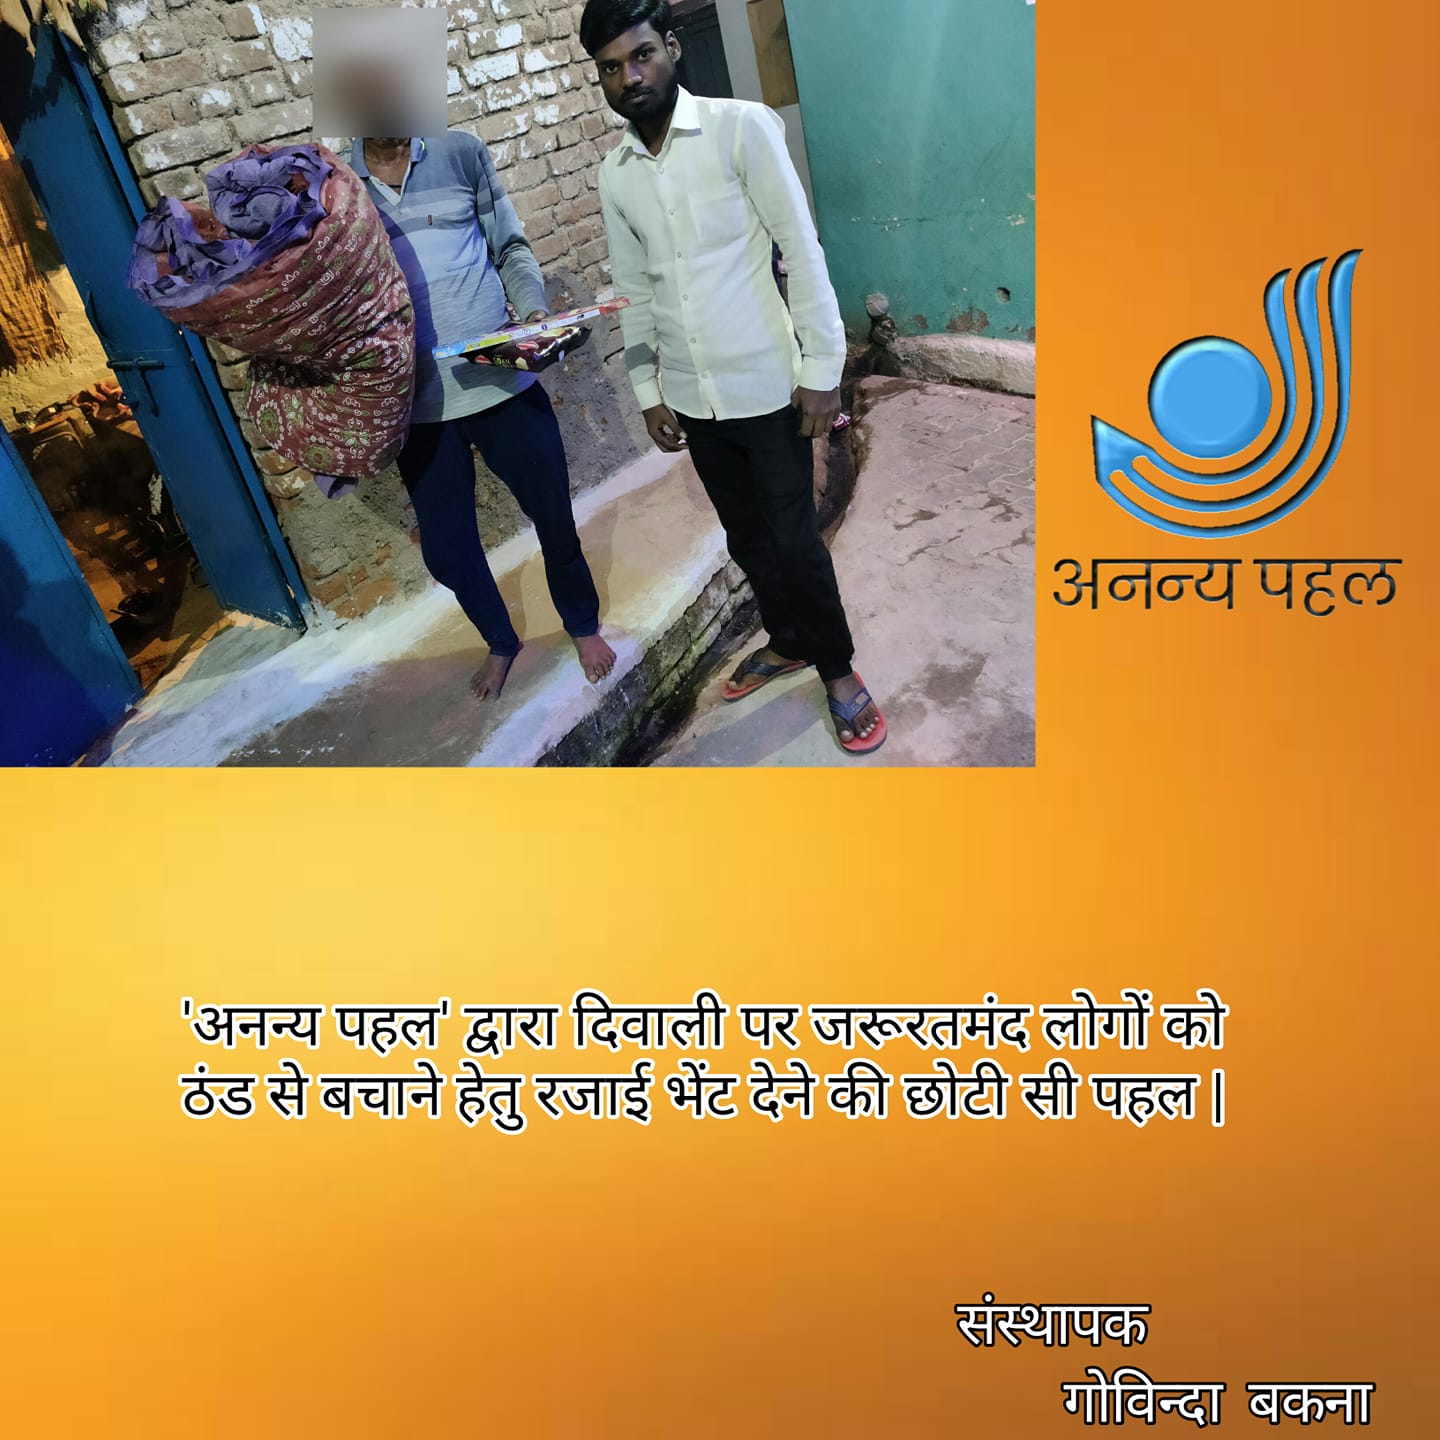 अनन्य पहल
'अनन्य पहल' द्वारा दिवाली पर जरूरतमंद लोगों को
ठंड से बचाने हेतु रजाई भेंट देने की छोटी सी पहल |
संस्थापक
गोविन्दा बकना